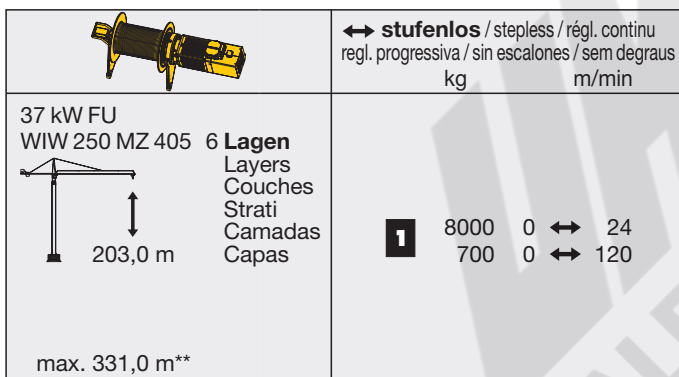 ↔ stufenlos / stepless / régl. continu
regl. progressiva / sin escalones / sem degraus
kg m/min
37 kW FU
WIW 250 MZ 405 6 Lagen
Layers
Couches
Strati
Camadas
203,0 m Capas
1 8000 0 ↔ 24
700 0 ↔ 120
max. 331,0 m**